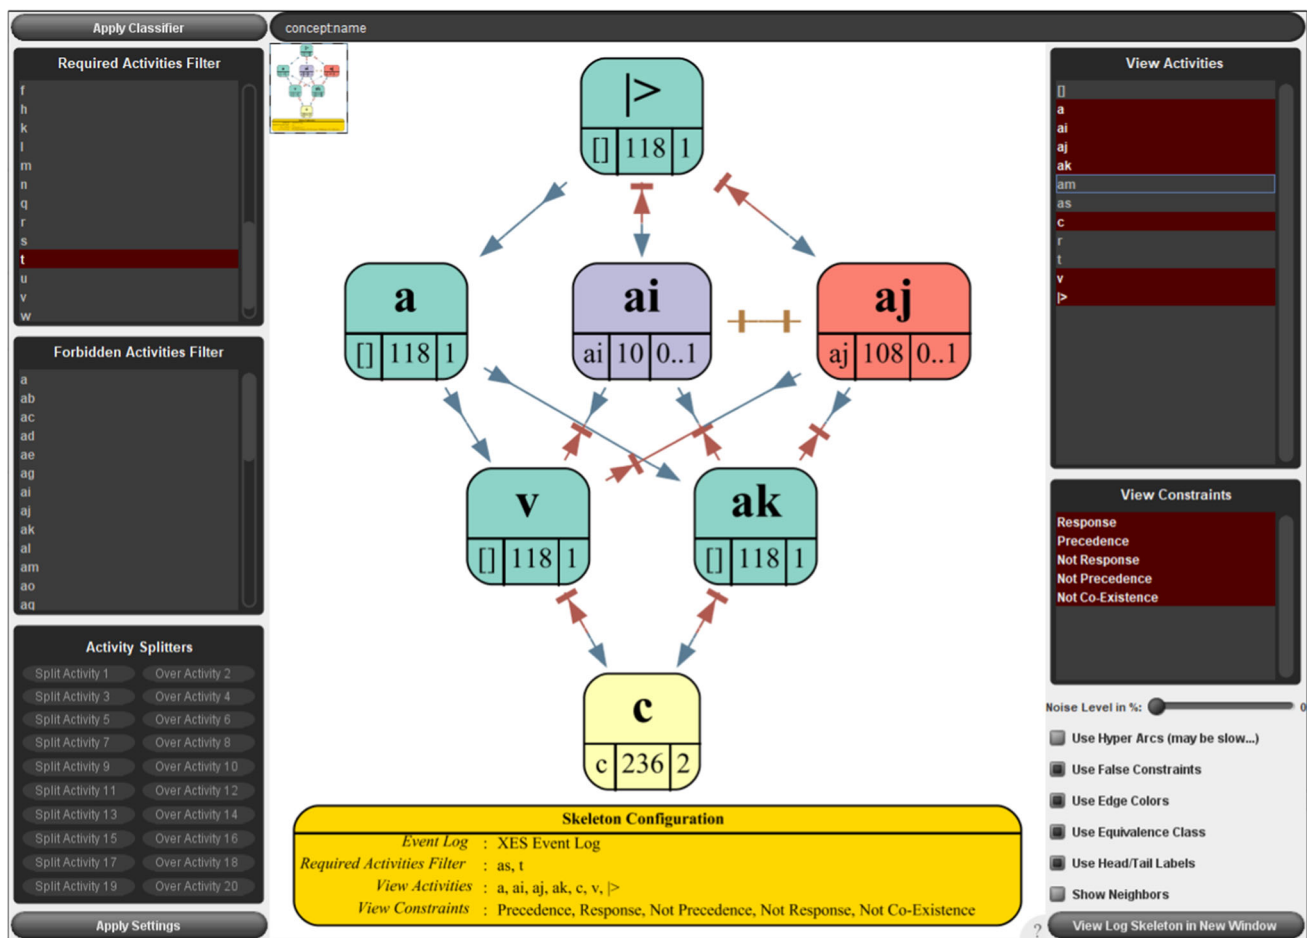 Apply Classifier
concept:name
Required Activities Filter
f
h
k
l
m
n
q
r
s
t
u
v
w
Forbidden Activities Filter
a
ab
ac
ad
ae
ag
ai
aj
ak
al
am
ao
aq
Activity Splitters
Split Activity 1 Over Activity 2
Split Activity 3 Over Activity 4
Split Activity 5 Over Activity 6
Split Activity 7 Over Activity 8
Split Activity 9 Over Activity 10
Split Activity 11 Over Activity 12
Split Activity 13 Over Activity 14
Split Activity 15 Over Activity 16
Split Activity 17 Over Activity 18
Split Activity 19 Over Activity 20
Apply Settings
|>
[] 118 1
a
[] 118 1
ai
ai 10 0..1
aj
aj 108 0..1
v
[] 118 1
ak
[] 118 1
c
c 236 2
Skeleton Configuration
Event Log : XES Event Log
Required Activities Filter : as, t
View Activities : a, ai, aj, ak, c, v, |>
View Constraints : Precedence, Response, Not Precedence, Not Response, Not Co-Existence
View Activities
[]
a
ai
aj
ak
am
as
c
r
t
v
|>
View Constraints
Response
Precedence
Not Response
Not Precedence
Not Co-Existence
Noise Level in %: 0
Use Hyper Arcs (may be slow...)
Use False Constraints
Use Edge Colors
Use Equivalence Class
Use Head/Tail Labels
Show Neighbors
? View Log Skeleton in New Window